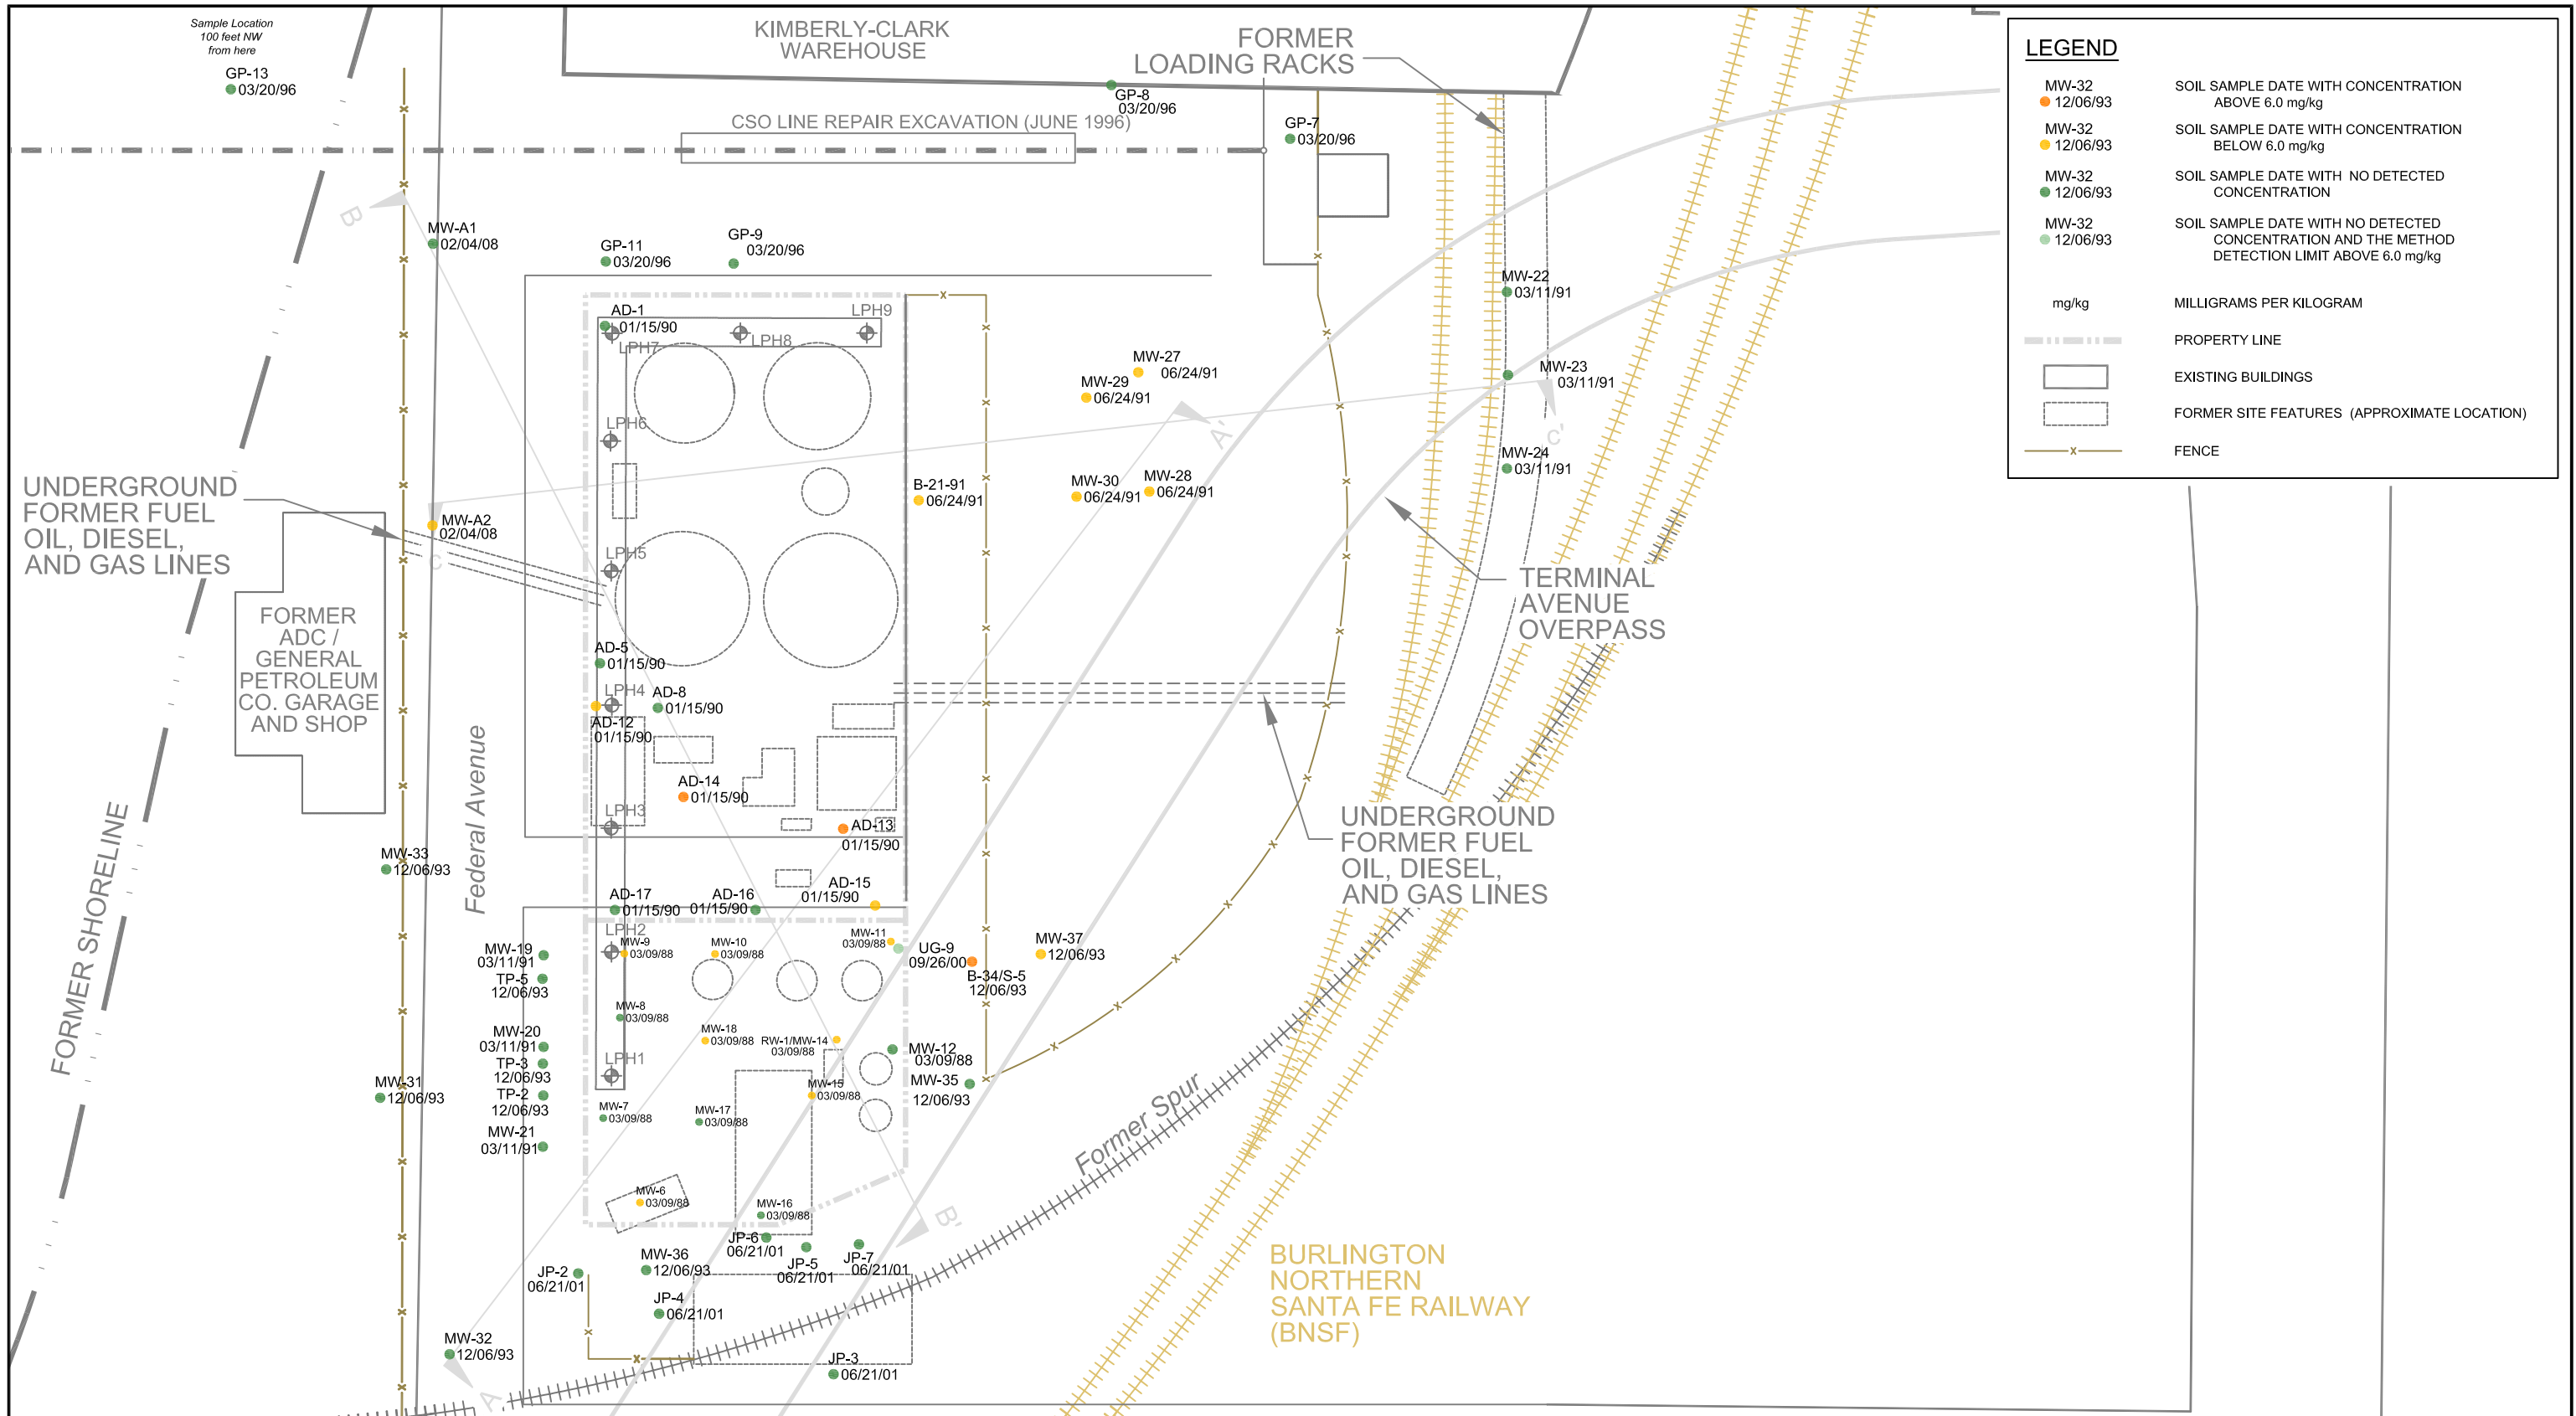 Sample Location
100 feet NW
from here
GP-13
03/20/96
KIMBERLY-CLARK
WAREHOUSE
FORMER
LOADING RACKS
GP-8
03/20/96
CSO LINE REPAIR EXCAVATION (JUNE 1996)
GP-7
03/20/96
B
MW-A1
02/04/08
GP-11
03/20/96
GP-9
03/20/96
MW-22
03/11/91
AD-1
01/15/90
LPH7
LPH8
LPH9
MW-27
06/24/91
MW-29
06/24/91
MW-23
03/11/91
LPH6
A'
c'
MW-24
03/11/91
UNDERGROUND
FORMER FUEL
OIL, DIESEL,
AND GAS LINES
MW-A2
02/04/08
C
B-21-91
06/24/91
MW-30
06/24/91
MW-28
06/24/91
LPH5
TERMINAL
AVENUE
OVERPASS
FORMER
ADC /
GENERAL
PETROLEUM
CO. GARAGE
AND SHOP
AD-5
01/15/90
LPH4
AD-8
01/15/90
AD-12
01/15/90
Federal Avenue
AD-14
01/15/90
LPH3
AD-13
01/15/90
UNDERGROUND
FORMER FUEL
OIL, DIESEL,
AND GAS LINES
FORMER SHORELINE
MW-33
12/06/93
AD-17
01/15/90
AD-16
01/15/90
AD-15
01/15/90
LPH2
MW-9
03/09/88
MW-10
03/09/88
MW-11
03/09/88
UG-9
09/26/00
MW-37
12/06/93
B-34/S-5
12/06/93
MW-19
03/11/91
TP-5
12/06/93
MW-8
03/09/88
MW-20
03/11/91
TP-3
12/06/93
TP-2
12/06/93
MW-21
03/11/91
MW-18
03/09/88
RW-1/MW-14
03/09/88
MW-12
03/09/88
LPH1
MW-15
03/09/88
MW-35
12/06/93
MW-31
12/06/93
MW-7
03/09/88
MW-17
03/09/88
Former Spur
MW-6
03/09/88
MW-16
03/09/88
B'
JP-6
06/21/01
JP-5
06/21/01
JP-7
06/21/01
JP-2
06/21/01
MW-36
12/06/93
JP-4
06/21/01
BURLINGTON
NORTHERN
SANTA FE RAILWAY
(BNSF)
MW-32
12/06/93
JP-3
06/21/01
A
LEGEND
MW-32
12/06/93
SOIL SAMPLE DATE WITH CONCENTRATION
ABOVE 6.0 mg/kg
MW-32
12/06/93
SOIL SAMPLE DATE WITH CONCENTRATION
BELOW 6.0 mg/kg
MW-32
12/06/93
SOIL SAMPLE DATE WITH NO DETECTED
CONCENTRATION
MW-32
12/06/93
SOIL SAMPLE DATE WITH NO DETECTED
CONCENTRATION AND THE METHOD
DETECTION LIMIT ABOVE 6.0 mg/kg
mg/kg MILLIGRAMS PER KILOGRAM
PROPERTY LINE
EXISTING BUILDINGS
FORMER SITE FEATURES (APPROXIMATE LOCATION)
FENCE